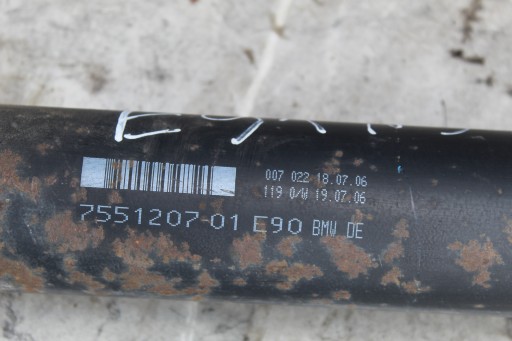 007 022 18.07.06
119 0/W 19.07.06
7551207-01 E90 BMW DE